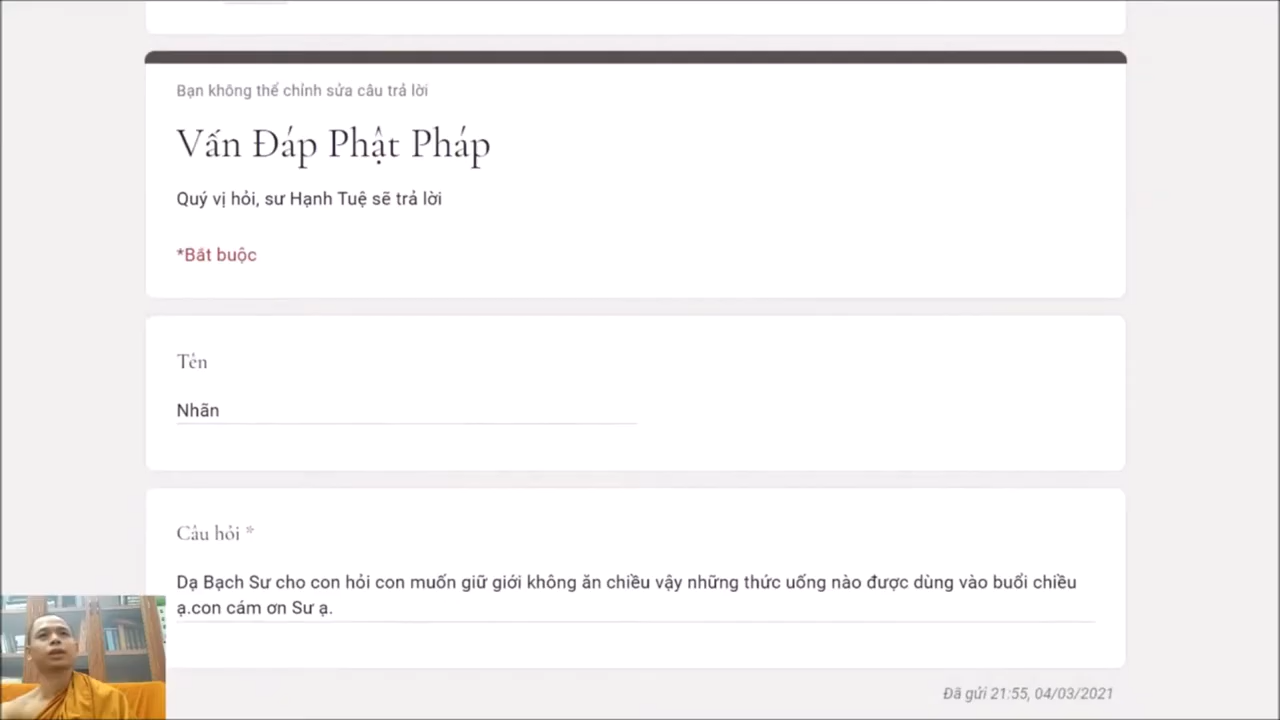 Bạn không thể chỉnh sửa câu trả lời
Vấn Đáp Phật Pháp
Quý vị hỏi, sư Hạnh Tuệ sẽ trả lời
*Bắt buộc
Tên
Nhãn
Câu hỏi *
Dạ Bạch Sư cho con hỏi con muốn giữ giới không ăn chiều vậy những thức uống nào được dùng vào buổi chiều
ạ.con cám ơn Sư ạ.
Đã gửi 21:55, 04/03/2021